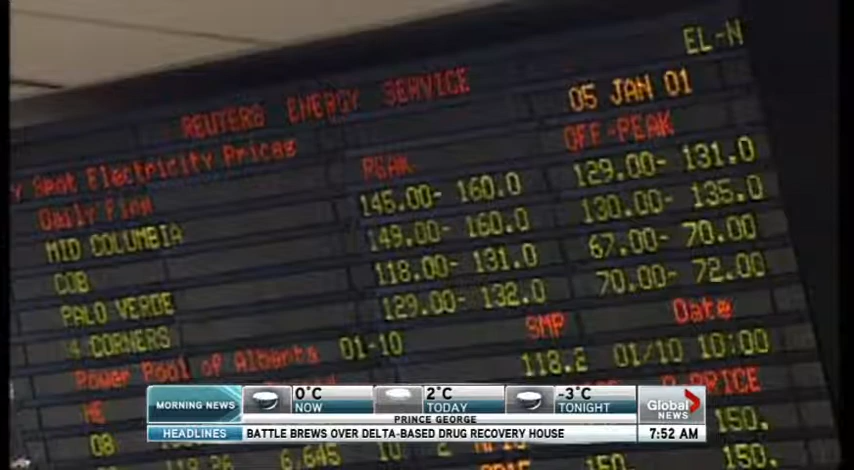 EL-N
REUTERS ENERGY SERVICE 05 JAN 01
Spot Electricity Prices PEAK OFF-PEAK
Daily Firm
MID COLUMBIA 145.00- 160.0 129.00- 131.0
COB 149.00- 160.0 130.00- 135.0
PALO VERDE 118.00- 131.0 67.00- 70.00
4 CORNERS 129.00- 132.0 70.00- 72.00
Power Pool of Alberta 01-10 SMP Date
118.2 01/10 10:00
HE PRICE
08 150.
6,645 10 2 150. 150.
MORNING NEWS 0°C NOW 2°C TODAY -3°C TONIGHT Global NEWS
PRINCE GEORGE
HEADLINES BATTLE BREWS OVER DELTA-BASED DRUG RECOVERY HOUSE 7:52 AM